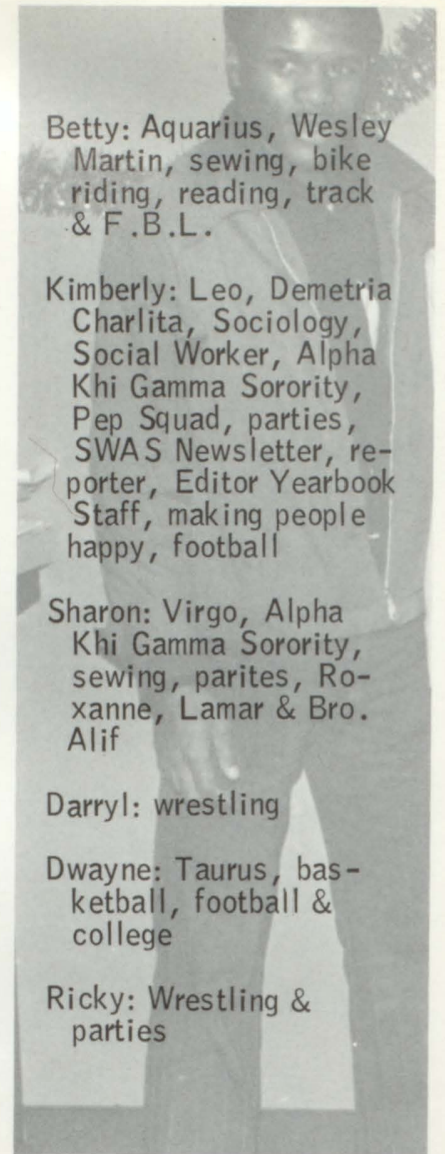 Betty: Aquarius, Wesley
Martin, sewing, bike
riding, reading, track
& F.B.L.
Kimberly: Leo, Demetria
Charlita, Sociology,
Social Worker, Alpha
Khi Gamma Sorority,
Pep Squad, parties,
SWAS Newsletter, re-
porter, Editor Yearbook
Staff, making people
happy, football
Sharon: Virgo, Alpha
Khi Gamma Sorority,
sewing, parites, Ro-
xanne, Lamar & Bro.
Alif
Darryl: wrestling
Dwayne: Taurus, bas-
ketball, football &
college
Ricky: Wrestling &
parties